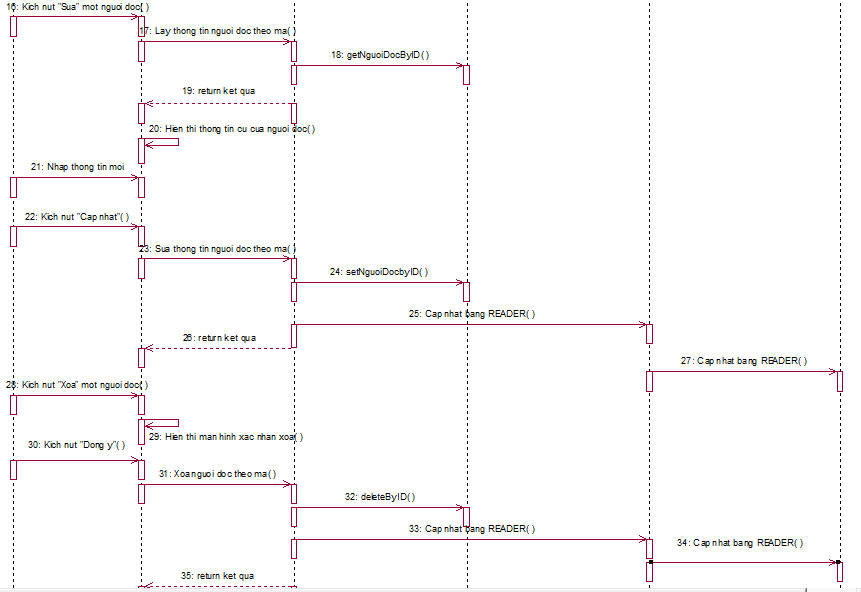 16: Kich nut "Sua" mot nguoi doc( )
17: Lay thong tin nguoi doc theo ma( )
18: getNguoiDocByID( )
19: return ket qua
20: Hien thi thong tin cu cua nguoi doc( )
21: Nhap thong tin moi
22: Kich nut "Cap nhat"( )
23: Sua thong tin nguoi doc theo ma( )
24: setNguoiDocbyID( )
25: Cap nhat bang READER( )
26: return ket qua
27: Cap nhat bang READER( )
28: Kich nut "Xoa" mot nguoi doc( )
29: Hien thi man hinh xac nhan xoa( )
30: Kich nut "Dong y"( )
31: Xoa nguoi doc theo ma( )
32: deleteByID( )
33: Cap nhat bang READER( )
34: Cap nhat bang READER( )
35: return ket qua